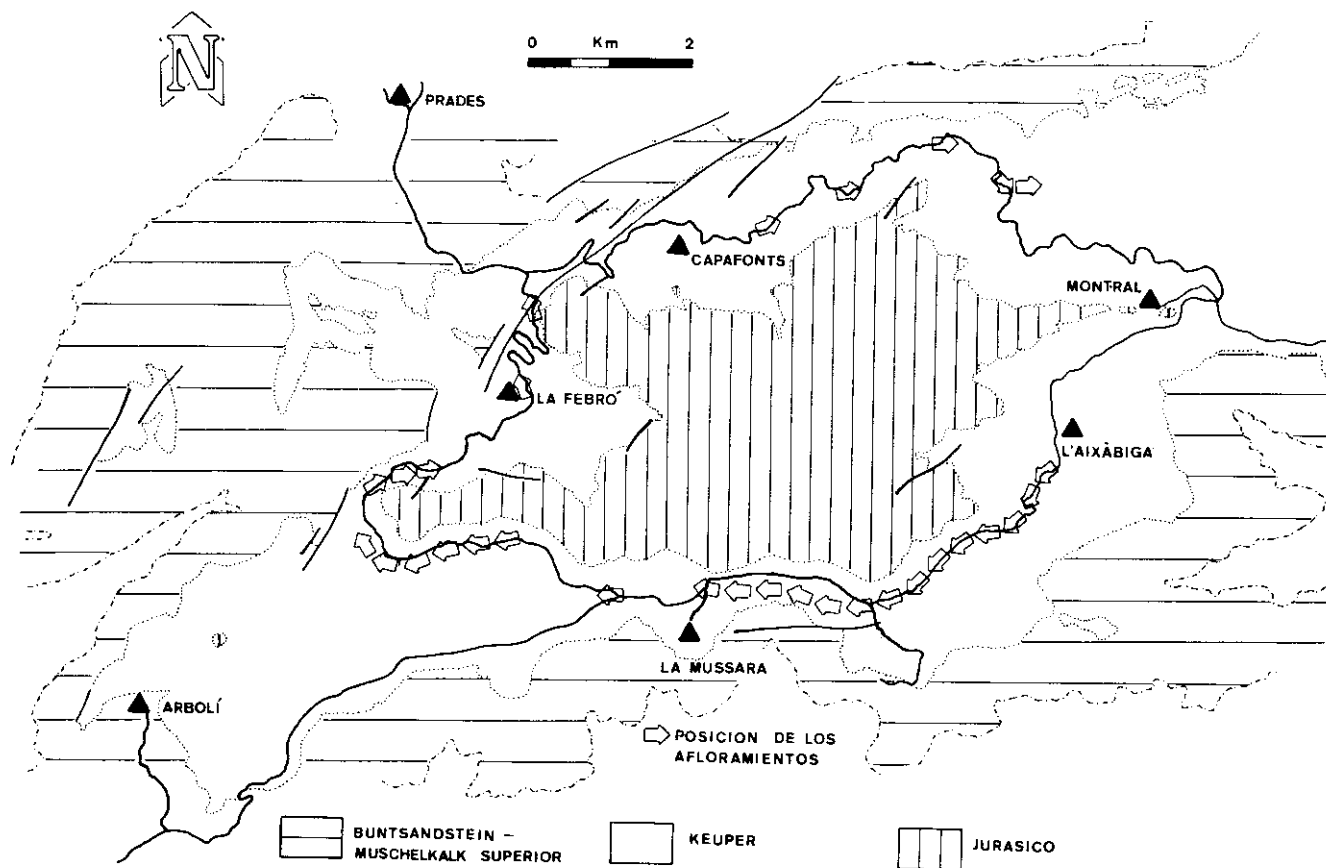 N
0 Km 2
PRADES
CAPAFONTS
MONTRAL
LA FEBRÓ
L'AIXÀBIGA
LA MUSSARA
ARBOLÍ
POSICION DE LOS
AFLORAMIENTOS
BUNTSANDSTEIN –
MUSCHELKALK SUPERIOR
KEUPER
JURASICO